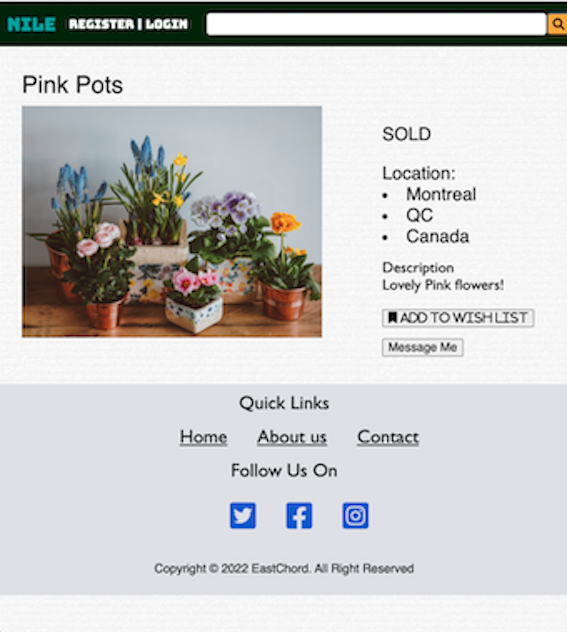 NILE REGISTER | LOGIN
Pink Pots
SOLD
Location:
• Montreal
• QC
• Canada
Description
Lovely Pink flowers!
ADD TO WISH LIST
Message Me
Quick Links
Home About us Contact
Follow Us On
Copyright © 2022 EastChord. All Right Reserved